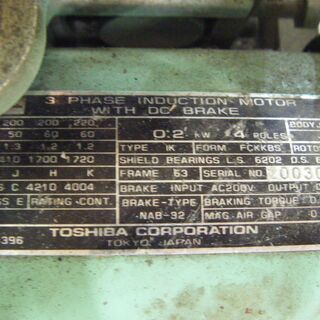 3 PHASE INDUCTION MOTOR
WITH DC BRAKE
200 200 220 0.2 KW 4 POLES
50 60 60
1.3 1.2 1.2 TYPE IK FORM FCKKBS
1700 1720 SHIELD BEARINGS L.S. 6202 D.S.
J H K FRAME 63 SERIAL NO.
C 4210 4004 BRAKE INPUT AC200V. OUTPUT
S E RATING CONT. BRAKE-TYPE BRAKING TORQUE
NAB-32 MAG. AIR GAP
TOSHIBA CORPORATION
396 TOKYO, JAPAN